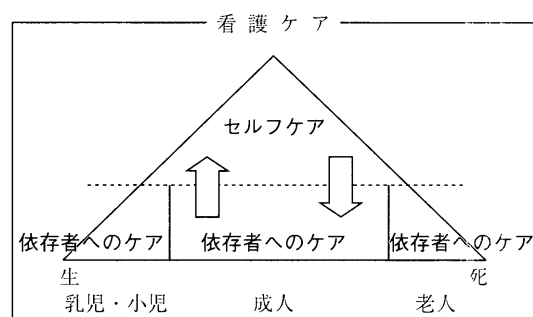 看護ケア
セルフケア
依存者へのケア 依存者へのケア 依存者へのケア
生 死
乳児・小児 成人 老人